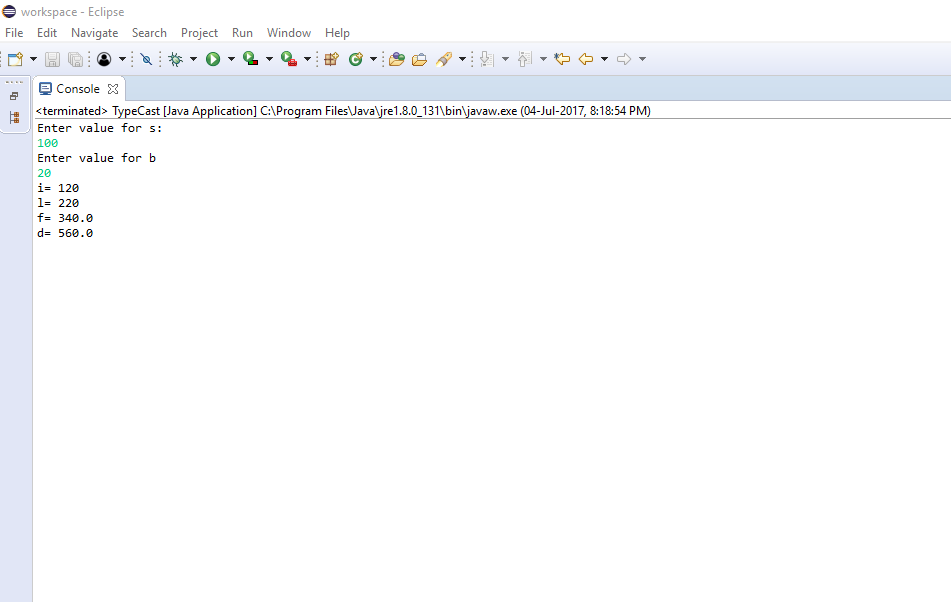 workspace - Eclipse
File Edit Navigate Search Project Run Window Help
Console
<terminated> TypeCast [Java Application] C:\Program Files\Java\jre1.8.0_131\bin\javaw.exe (04-Jul-2017, 8:18:54 PM)
Enter value for s:
100
Enter value for b
20
i= 120
l= 220
f= 340.0
d= 560.0